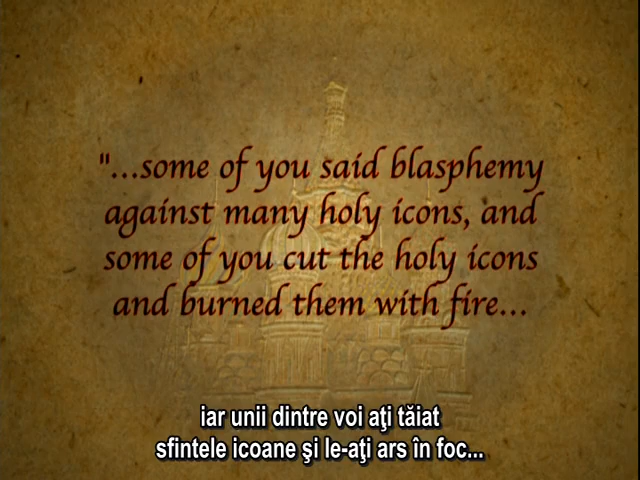 "...some of you said blasphemy
against many holy icons, and
some of you cut the holy icons
and burned them with fire...
iar unii dintre voi aţi tăiat
sfintele icoane şi le-aţi ars în foc...